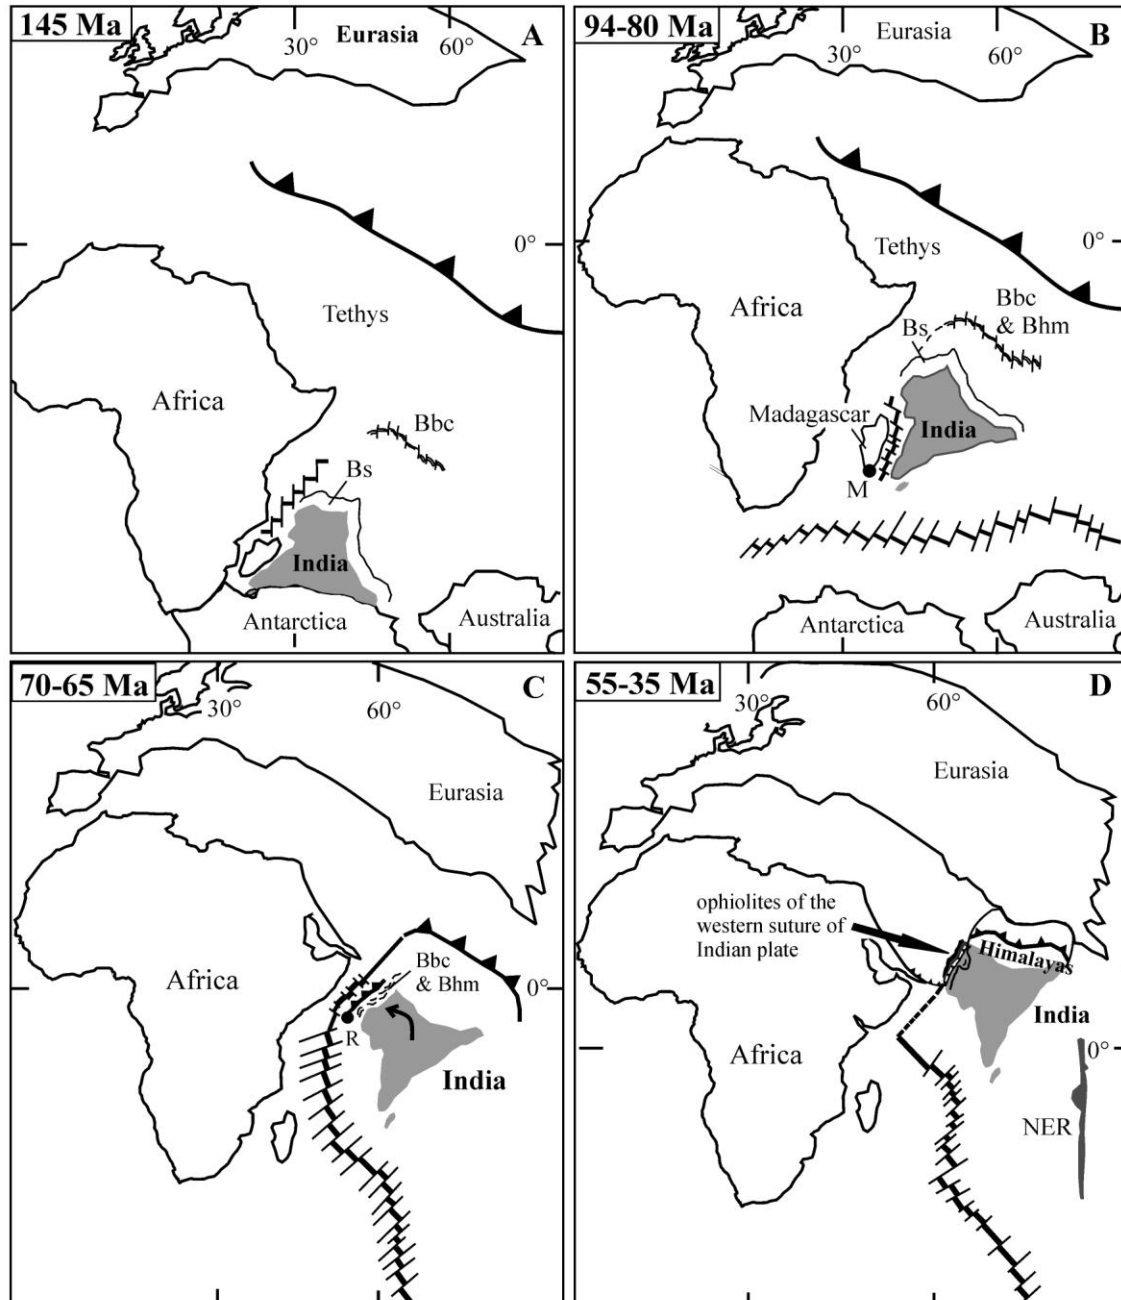 145 Ma
30°
Eurasia
60°
A
0°
Tethys
Africa
Bbc
Bs
India
Antarctica
Australia
94-80 Ma
Eurasia
B
30°
60°
Tethys
0°
Africa
Bbc
& Bhm
Bs
Madagascar
India
M
Antarctica
Australia
70-65 Ma
C
30°
60°
Eurasia
Africa
Bbc
& Bhm
0°
R
India
55-35 Ma
D
30°
60°
Eurasia
ophiolites of the
western suture of
Indian plate
Himalayas
India
Africa
0°
NER